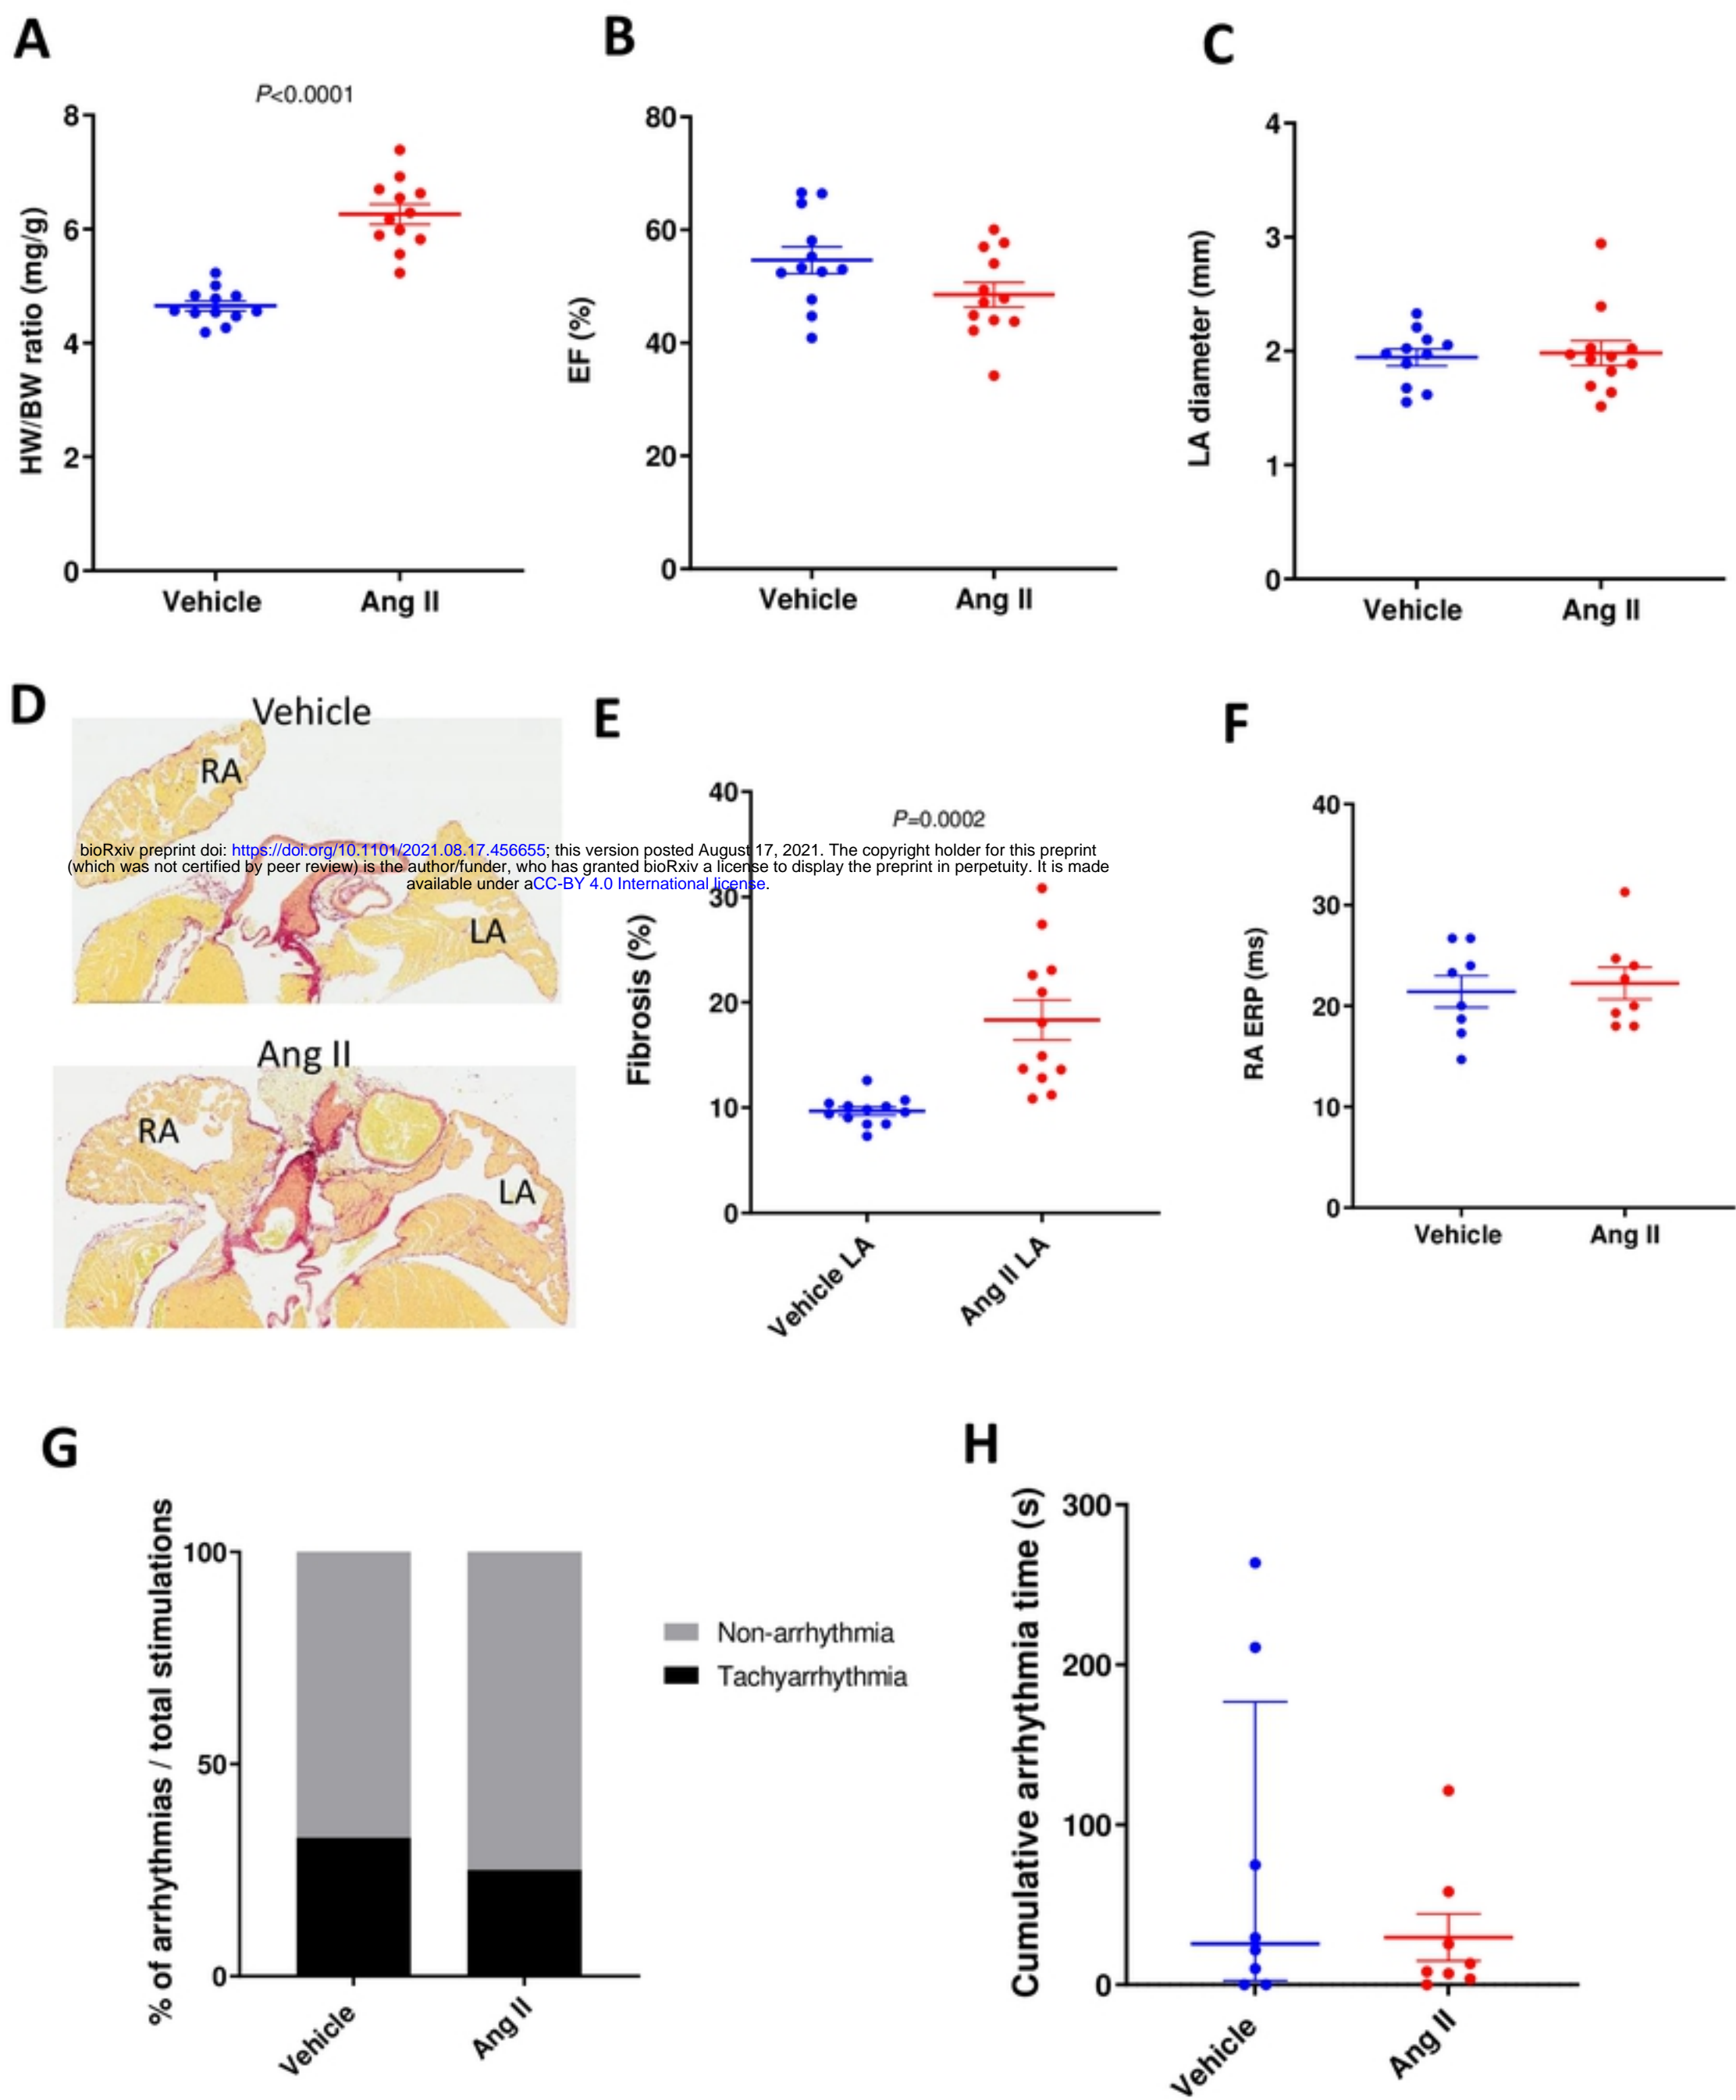 A
P<0.0001
HW/BW ratio (mg/g)
8
6
4
2
0
Vehicle
Ang II
B
EF (%)
80
60
40
20
0
Vehicle
Ang II
C
LA diameter (mm)
4
3
2
1
0
Vehicle
Ang II
D
Vehicle
RA
LA
Ang II
RA
LA
bioRxiv preprint doi: https://doi.org/10.1101/2021.08.17.456655; this version posted August 17, 2021. The copyright holder for this preprint
(which was not certified by peer review) is the author/funder, who has granted bioRxiv a license to display the preprint in perpetuity. It is made
available under aCC-BY 4.0 International license.
E
P=0.0002
Fibrosis (%)
40
30
20
10
0
Vehicle LA
Ang II LA
F
RA ERP (ms)
40
30
20
10
0
Vehicle
Ang II
G
% of arrhythmias / total stimulations
100
50
0
Vehicle
Ang II
Non-arrhythmia
Tachyarrhythmia
H
Cumulative arrhythmia time (s)
300
200
100
0
Vehicle
Ang II